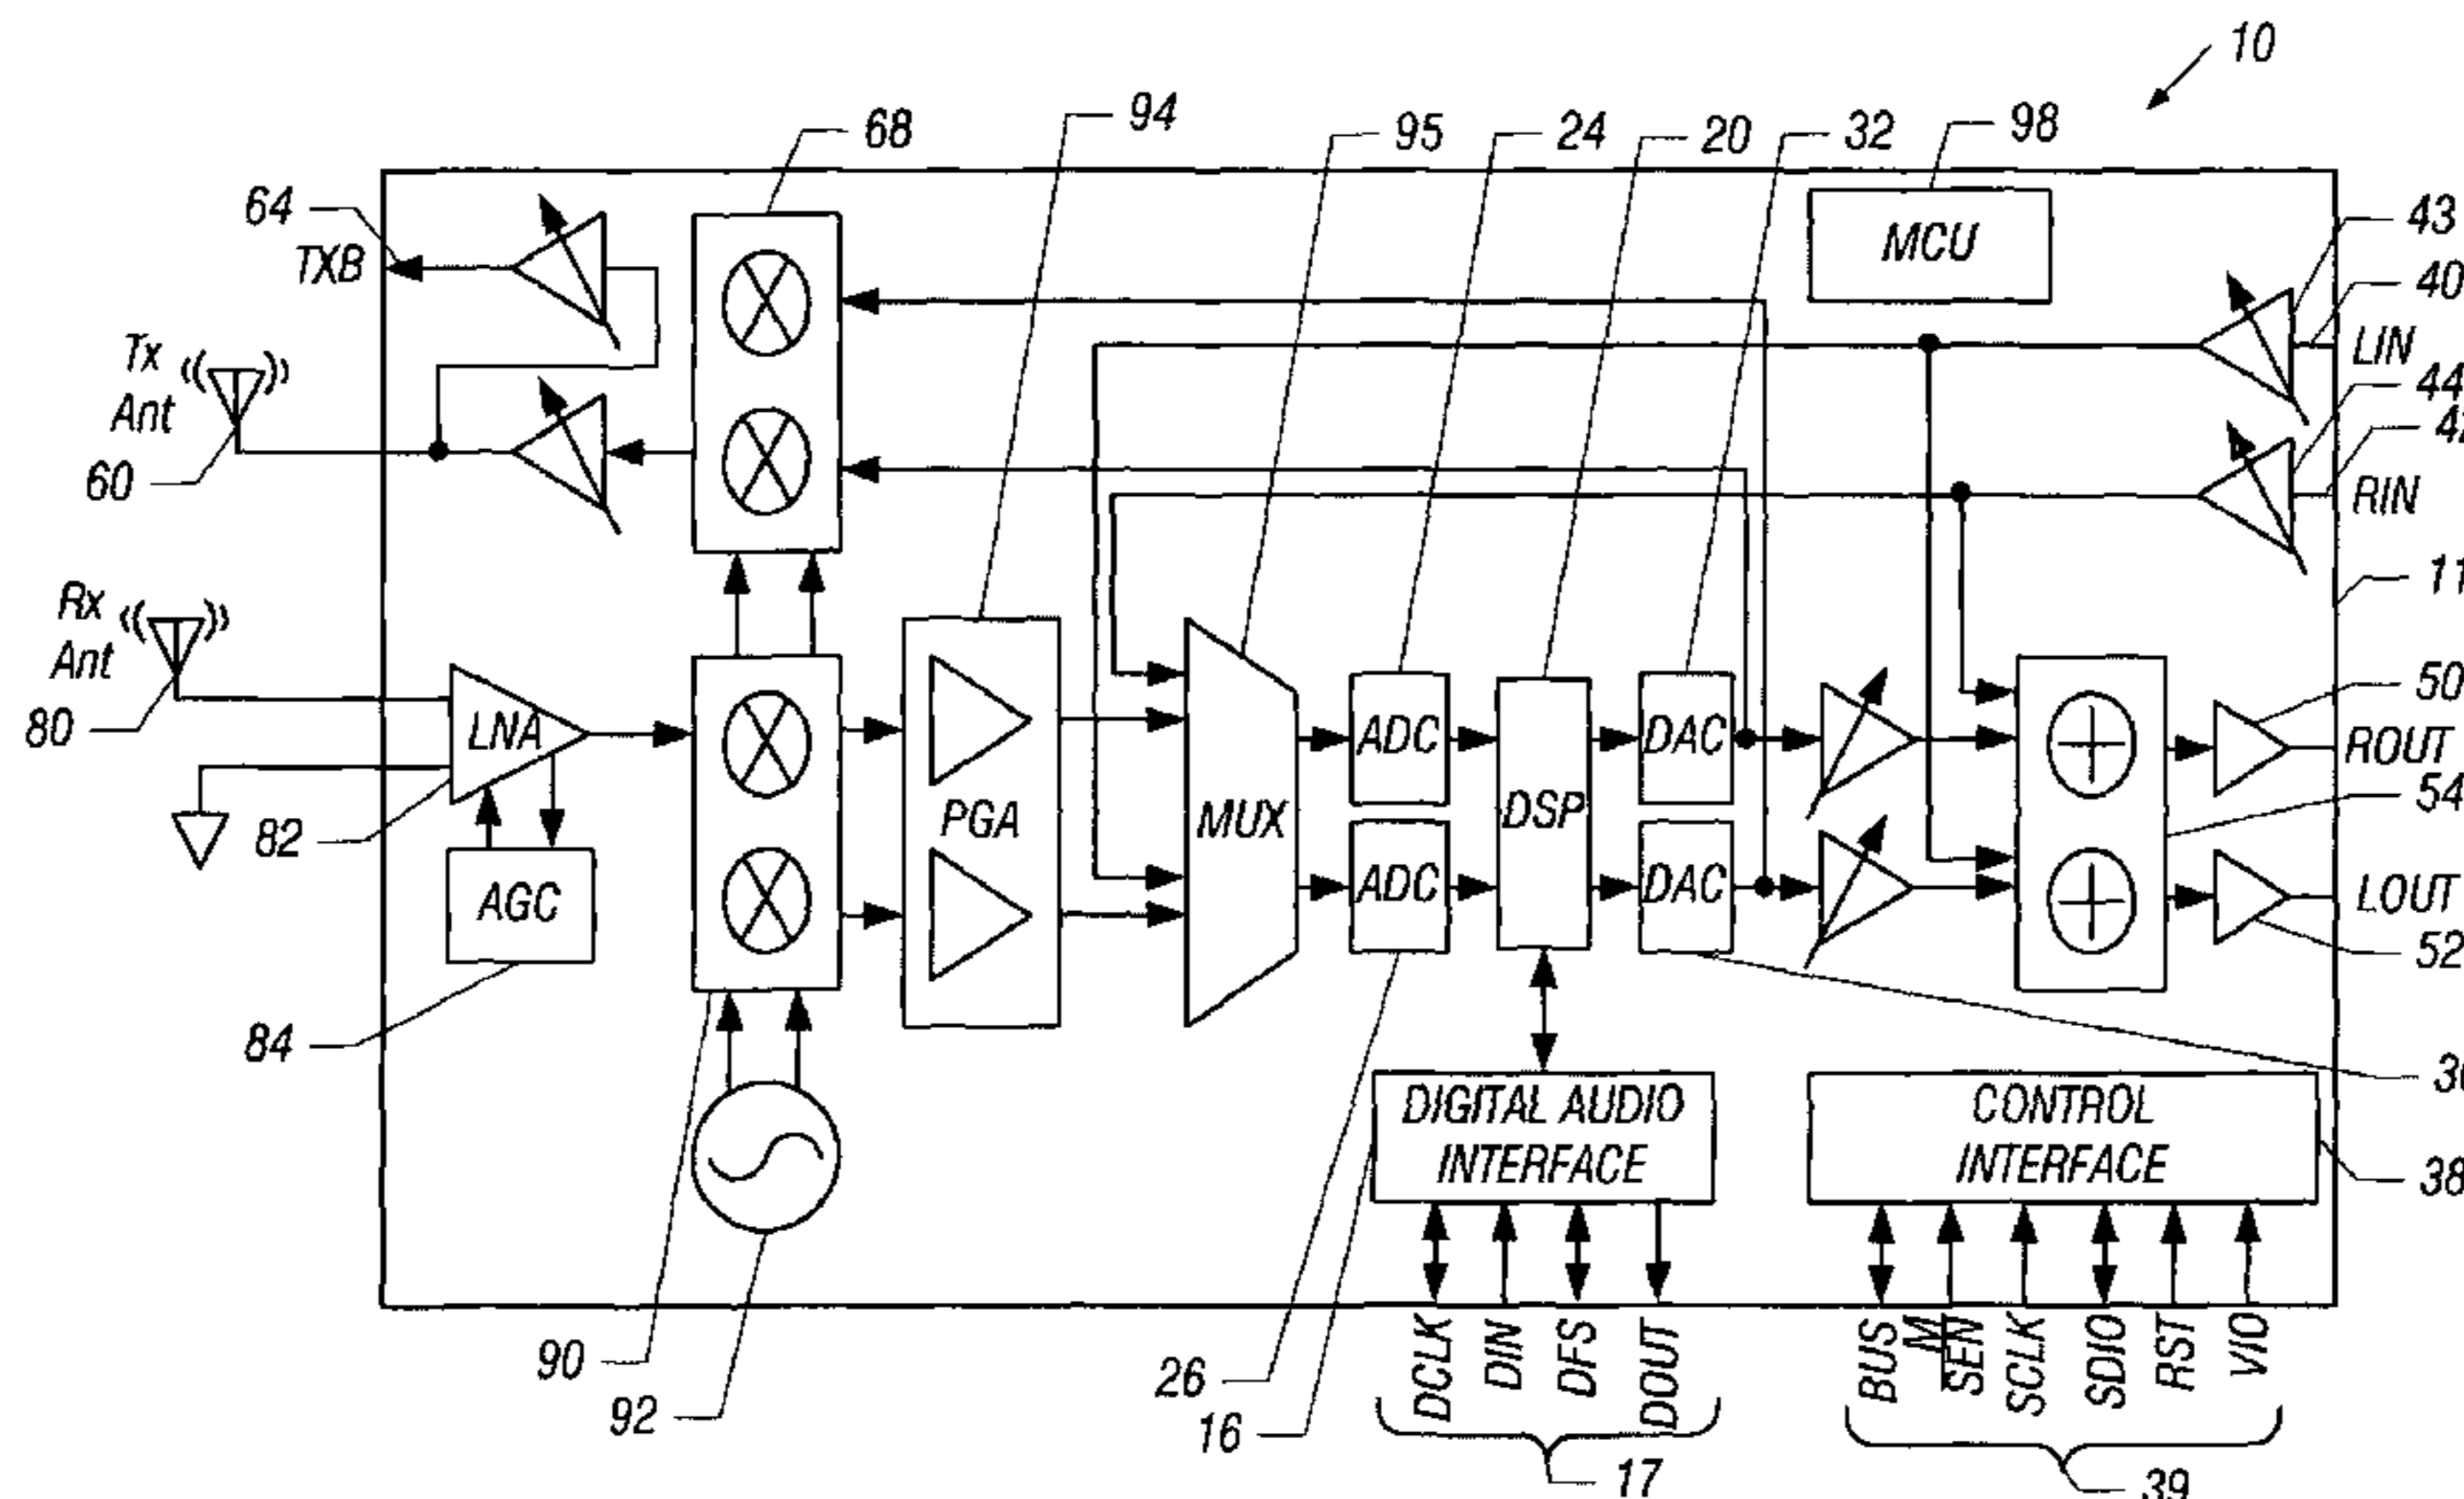 10
68
94
95
24
20
32
98
MCU
64
TXB
43
40
LIN
Tx
Ant
44
60
RIN
11
Rx
Ant
80
LNA
82
AGC
84
PGA
MUX
ADC
ADC
DSP
DAC
DAC
50
ROUT
54
LOUT
52
DIGITAL AUDIO
INTERFACE
CONTROL
INTERFACE
38
90
92
26
16
DCLK
DIN
DFS
DOUT
BUS
M
SEN
SCLK
SDIO
RST
VIO
17
39